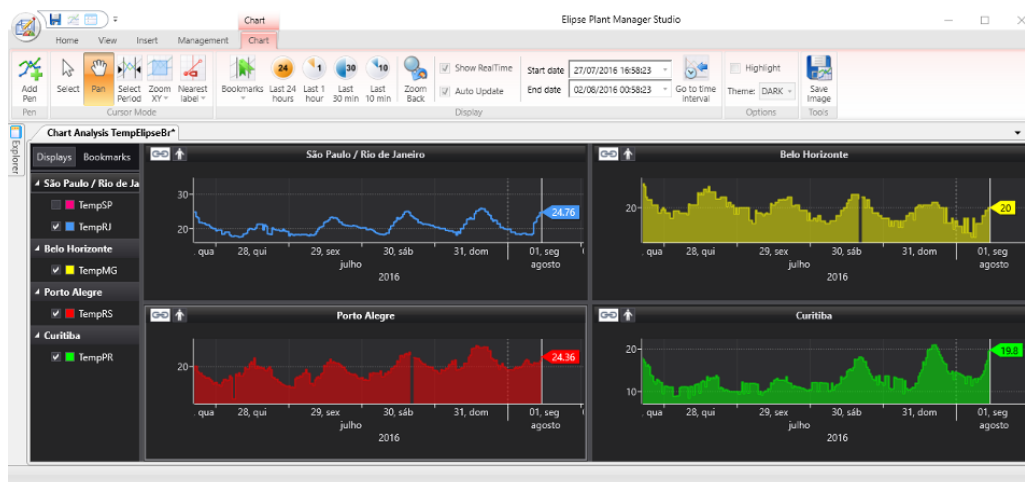 Chart
Elipse Plant Manager Studio
Home View Insert Management Chart
Add Pen
Select
Pan
Select Period
Zoom XY
Nearest label
Bookmarks
24 Last 24 hours
1 Last 1 hour
30 Last 30 min
10 Last 10 min
Zoom Back
Show RealTime
Auto Update
Start date 27/07/2016 16:58:23
End date 02/08/2016 00:58:23
Go to time interval
Highlight
Theme: DARK
Save Image
Pen Cursor Mode Display Options Tools
Explorer
Chart Analysis TempElipseBr*
Displays Bookmarks
São Paulo / Rio de Ja
TempSP
TempRJ
Belo Horizonte
TempMG
Porto Alegre
TempRS
Curitiba
TempPR
São Paulo / Rio de Janeiro
30
20
24.76
qua 28, qui 29, sex 30, sáb 31, dom 01, seg
julho agosto
2016
Belo Horizonte
20
20
qua 28, qui 29, sex 30, sáb 31, dom 01, seg
julho agosto
2016
Porto Alegre
20
24.36
qua 28, qui 29, sex 30, sáb 31, dom 01, seg
julho agosto
2016
Curitiba
20
10
19.8
qua 28, qui 29, sex 30, sáb 31, dom 01, seg
julho agosto
2016